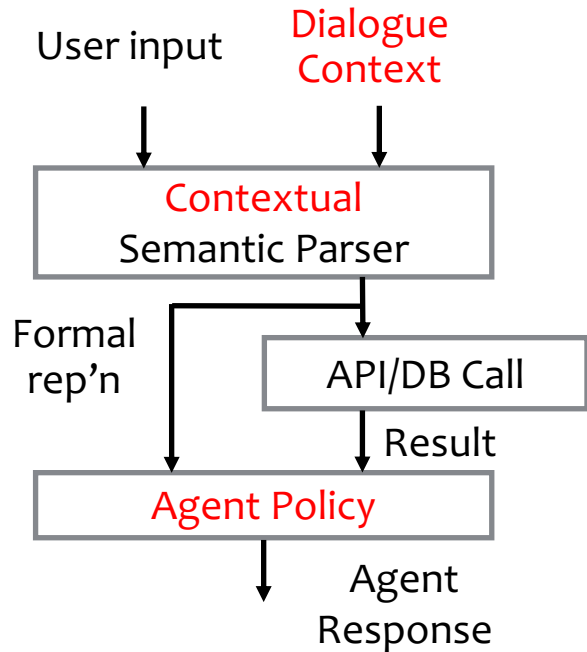 User input
Dialogue
Context
Contextual
Semantic Parser
Formal
rep’n
API/DB Call
Result
Agent Policy
Agent
Response